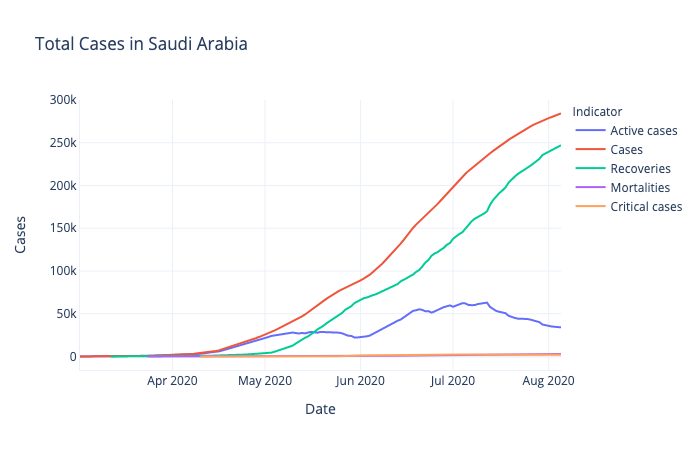 Total Cases in Saudi Arabia
300k
250k
200k
150k
100k
50k
0
Cases
Apr 2020
May 2020
Jun 2020
Jul 2020
Aug 2020
Date
Indicator
Active cases
Cases
Recoveries
Mortalities
Critical cases